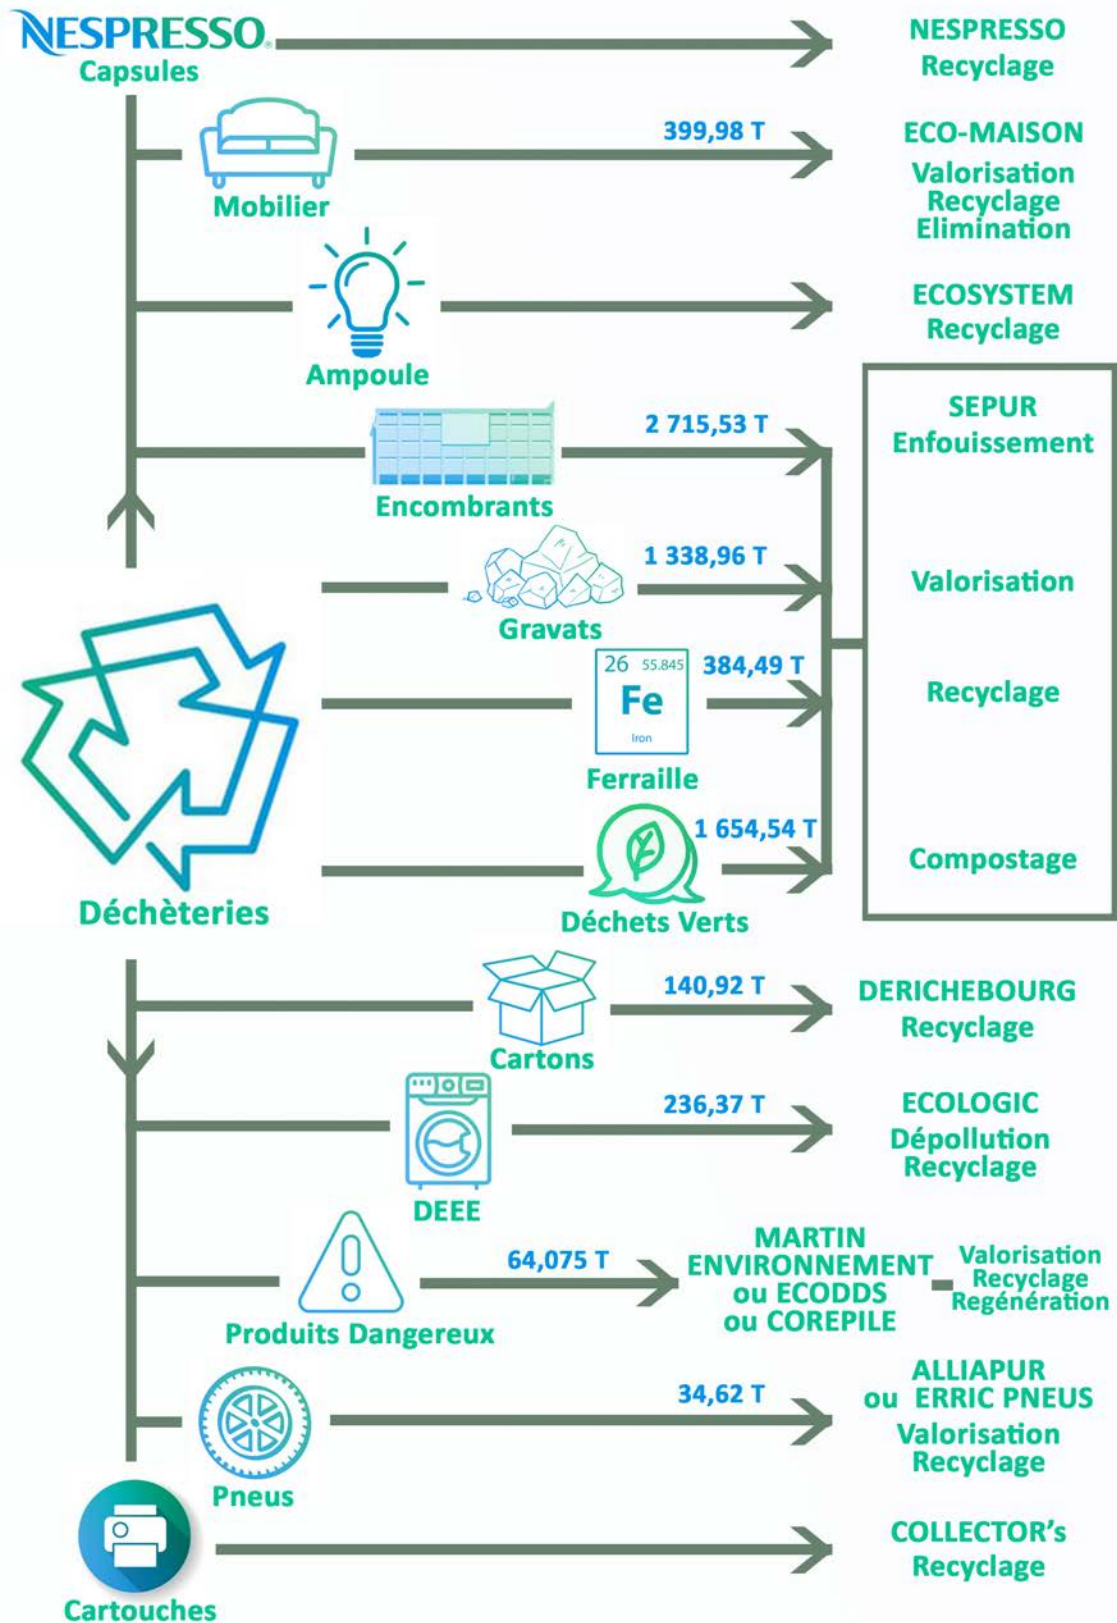 NESPRESSO®
Capsules
NESPRESSO
Recyclage
Mobilier
399,98 T
ECO-MAISON
Valorisation
Recyclage
Elimination
Ampoule
ECOSYSTEM
Recyclage
Encombrants
2 715,53 T
SEPUR
Enfouissement
Gravats
1 338,96 T
Valorisation
26 55.845
Fe
Iron
Ferraille
384,49 T
Recyclage
Déchèteries
Déchets Verts
1 654,54 T
Compostage
Cartons
140,92 T
DERICHEBOURG
Recyclage
DEEE
236,37 T
ECOLOGIC
Dépollution
Recyclage
Produits Dangereux
64,075 T
MARTIN
ENVIRONNEMENT
ou ECODDS
ou COREPILE
Valorisation
Recyclage
Regénération
Pneus
34,62 T
ALLIAPUR
ou ERRIC PNEUS
Valorisation
Recyclage
Cartouches
COLLECTOR's
Recyclage